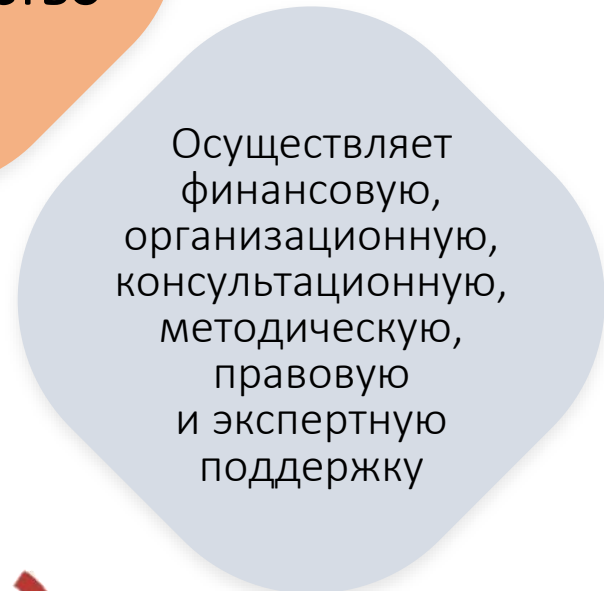 Осуществляет
финансовую,
организационную,
консультационную,
методическую,
правовую
и экспертную
поддержку